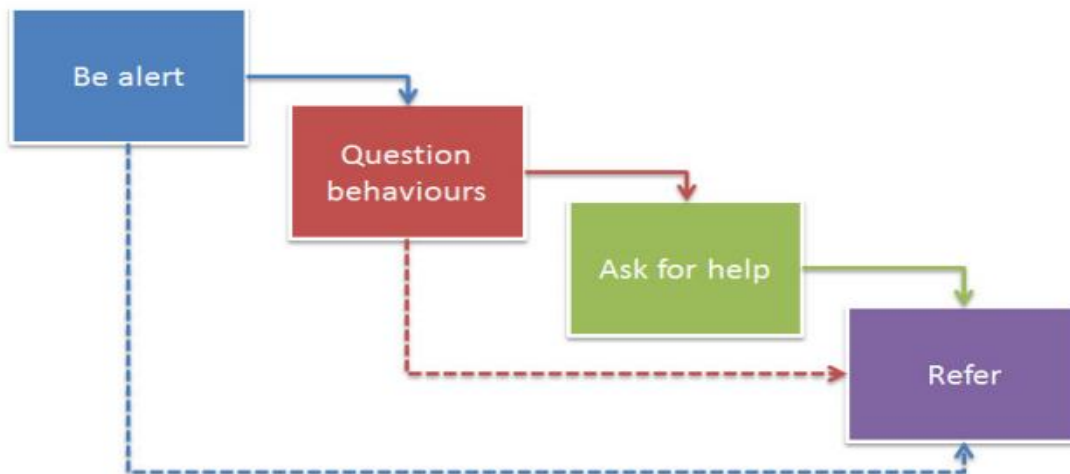 Be alert
Question
behaviours
Ask for help
Refer